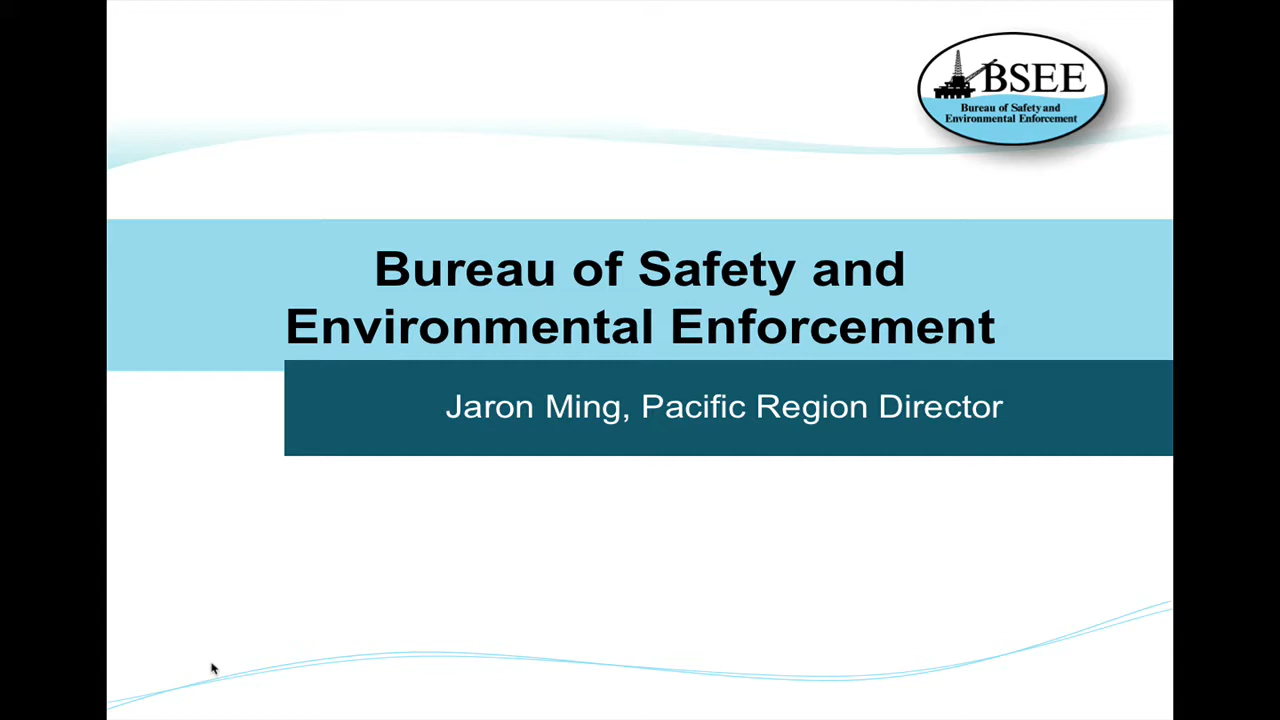 BSEE
Bureau of Safety and
Environmental Enforcement
Bureau of Safety and
Environmental Enforcement
Jaron Ming, Pacific Region Director